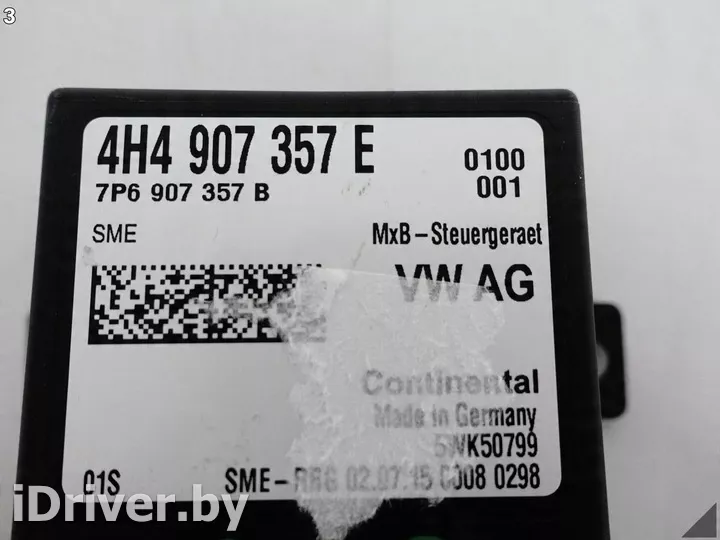 3
4H4 907 357 E 0100
7P6 907 357 B 001
SME MxB-Steuergeraet
VW AG
Continental
Made in Germany
5WK50799
01S SME-RBG 02.07.15 0008 0298
iDriver.by